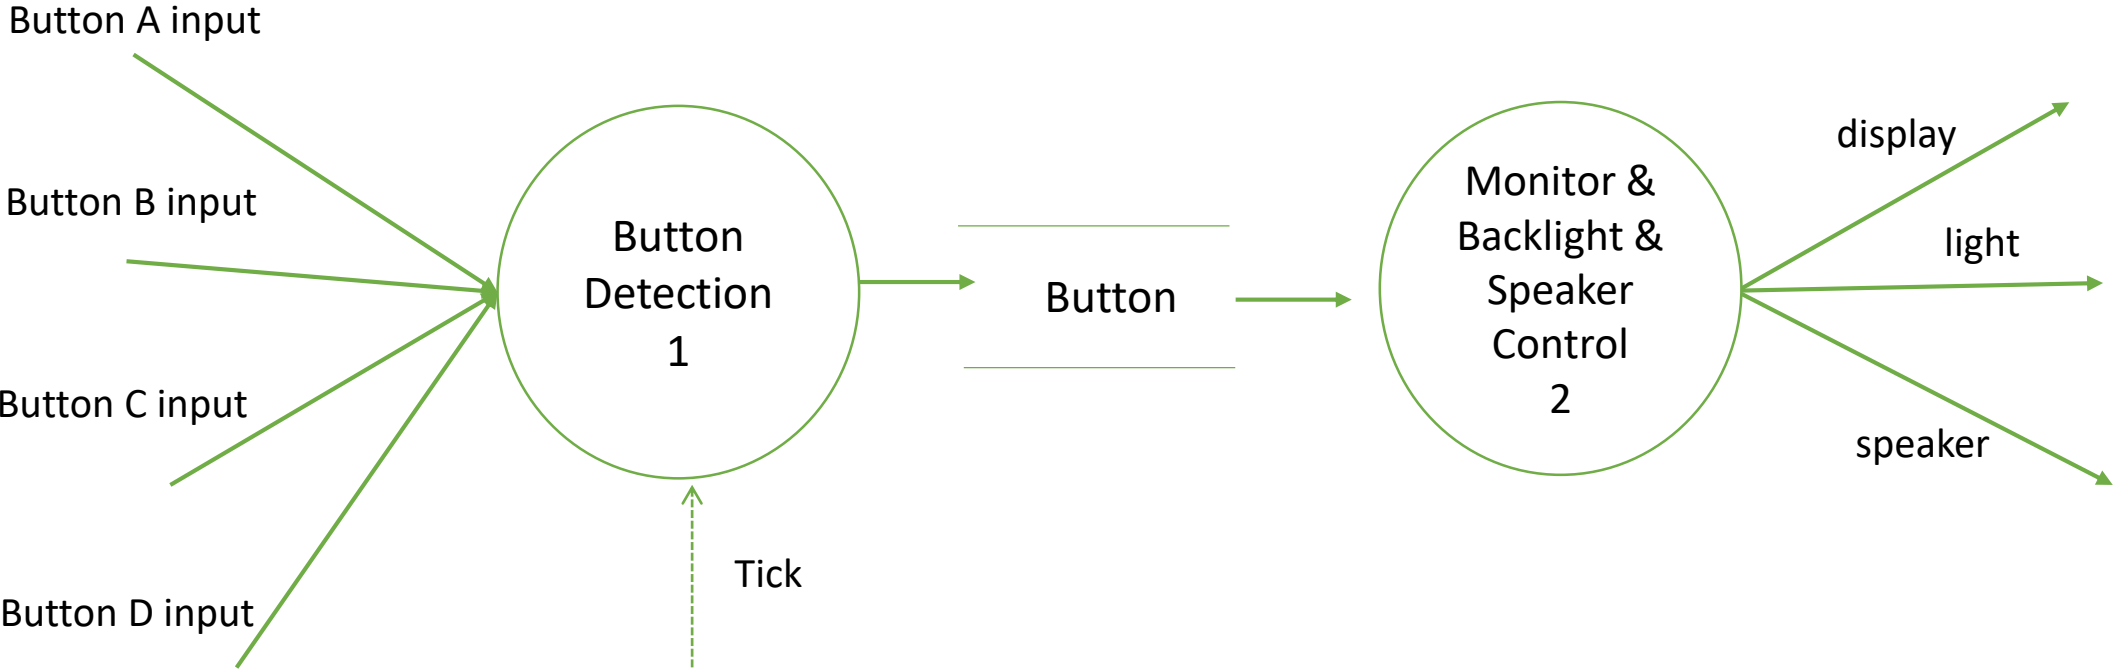 Button A input
Button B input
Button C input
Button D input
Button
Detection
1
Tick
Button
Monitor &
Backlight &
Speaker
Control
2
display
light
speaker